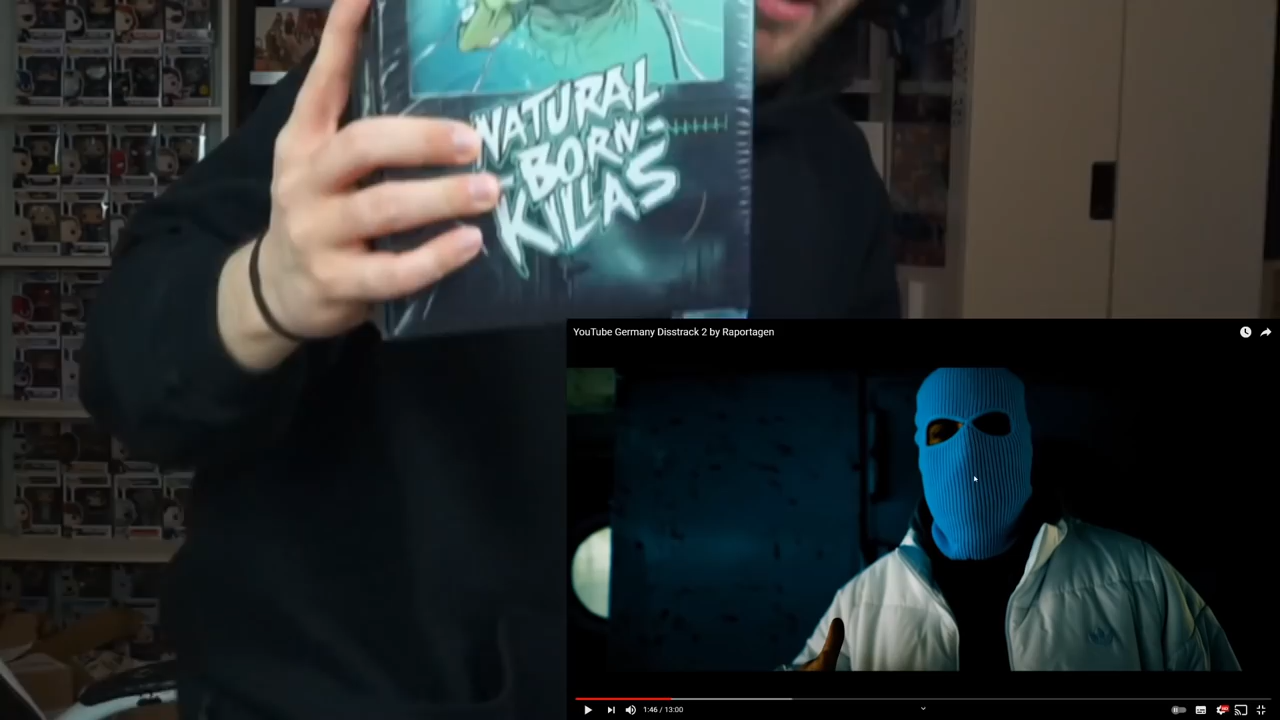 NATURAL
BORN
KILLAS
YouTube Germany Disstrack 2 by Raportagen
1:46 / 13:00